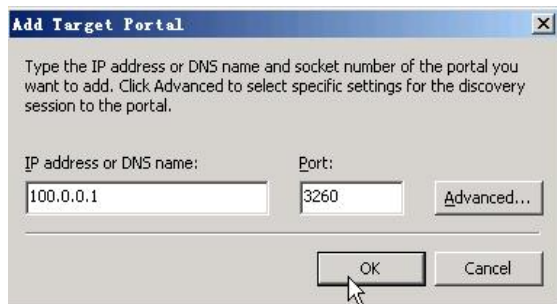 Add Target Portal
Type the IP address or DNS name and socket number of the portal you
want to add. Click Advanced to select specific settings for the discovery
session to the portal.
IP address or DNS name:
Port:
100.0.0.1
3260
Advanced...
OK
Cancel